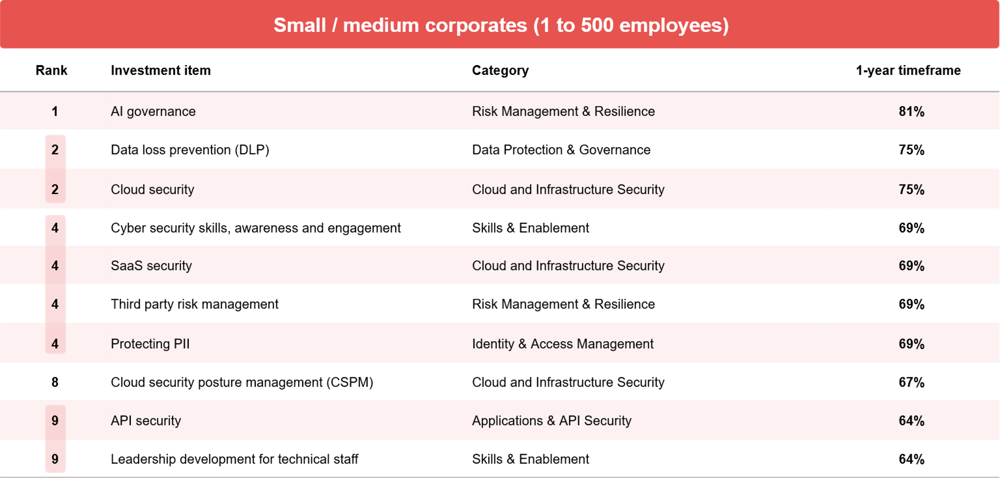 Small / medium corporates (1 to 500 employees)
Rank Investment item Category 1-year timeframe
1 AI governance Risk Management & Resilience 81%
2 Data loss prevention (DLP) Data Protection & Governance 75%
2 Cloud security Cloud and Infrastructure Security 75%
4 Cyber security skills, awareness and engagement Skills & Enablement 69%
4 SaaS security Cloud and Infrastructure Security 69%
4 Third party risk management Risk Management & Resilience 69%
4 Protecting PII Identity & Access Management 69%
8 Cloud security posture management (CSPM) Cloud and Infrastructure Security 67%
9 API security Applications & API Security 64%
9 Leadership development for technical staff Skills & Enablement 64%